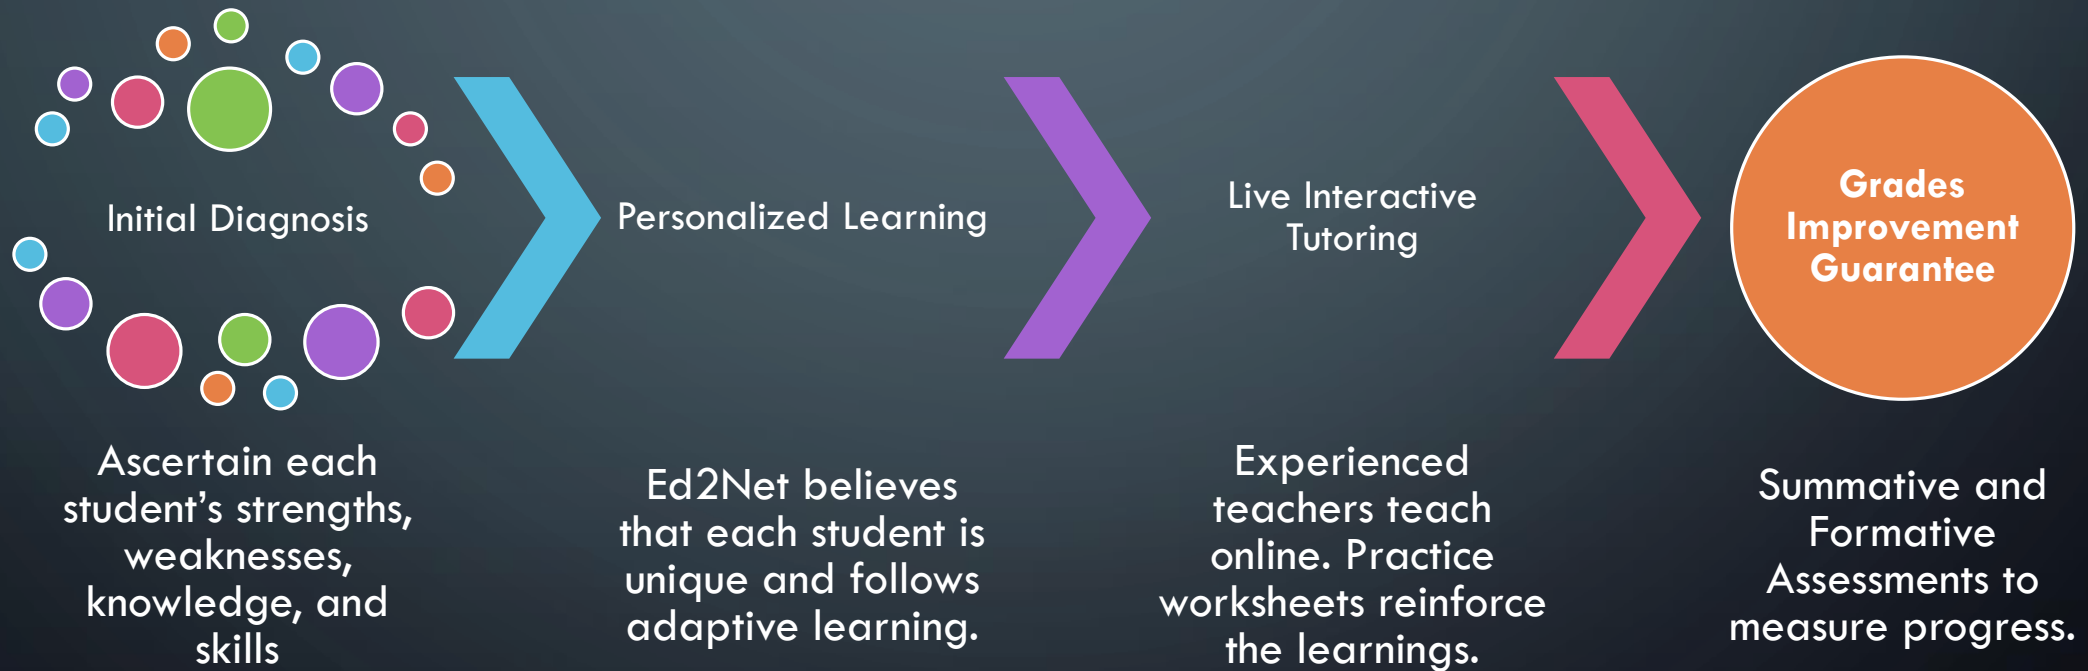 Initial Diagnosis
Personalized Learning
Live Interactive
Tutoring
Grades
Improvement
Guarantee
Ascertain each
student’s strengths,
weaknesses,
knowledge, and
skills
Ed2Net believes
that each student is
unique and follows
adaptive learning.
Experienced
teachers teach
online. Practice
worksheets reinforce
the learnings.
Summative and
Formative
Assessments to
measure progress.